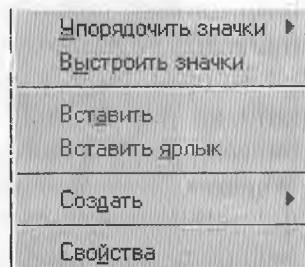 Упорядочить значки
Выстроить значки
Вставить
Вставить ярлык
Создать
Свойства